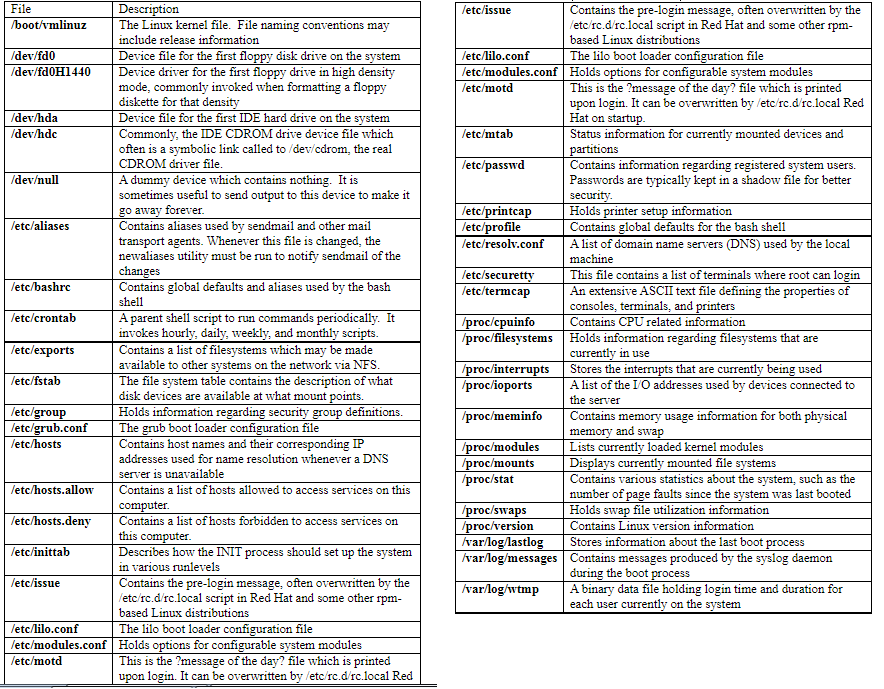 File Description
/boot/vmlinuz The Linux kernel file. File naming conventions may
include release information
/dev/fd0 Device file for the first floppy disk drive on the system
/dev/fd0H1440 Device driver for the first floppy drive in high density
mode, commonly invoked when formatting a floppy
diskette for that density
/dev/hda Device file for the first IDE hard drive on the system
/dev/hdc Commonly, the IDE CDROM drive device file which
often is a symbolic link called to /dev/cdrom, the real
CDROM driver file.
/dev/null A dummy device which contains nothing. It is
sometimes useful to send output to this device to make it
go away forever.
/etc/aliases Contains aliases used by sendmail and other mail
transport agents. Whenever this file is changed, the
newaliases utility must be run to notify sendmail of the
changes
/etc/bashrc Contains global defaults and aliases used by the bash
shell
/etc/crontab A parent shell script to run commands periodically. It
invokes hourly, daily, weekly, and monthly scripts.
/etc/exports Contains a list of filesystems which may be made
available to other systems on the network via NFS.
/etc/fstab The file system table contains the description of what
disk devices are available at what mount points.
/etc/group Holds information regarding security group definitions.
/etc/grub.conf The grub boot loader configuration file
/etc/hosts Contains host names and their corresponding IP
addresses used for name resolution whenever a DNS
server is unavailable
/etc/hosts.allow Contains a list of hosts allowed to access services on this
computer.
/etc/hosts.deny Contains a list of hosts forbidden to access services on
this computer.
/etc/inittab Describes how the INIT process should set up the system
in various runlevels
/etc/issue Contains the pre-login message, often overwritten by the
/etc/rc.d/rc.local script in Red Hat and some other rpm-
based Linux distributions
/etc/lilo.conf The lilo boot loader configuration file
/etc/modules.conf Holds options for configurable system modules
/etc/motd This is the ?message of the day? file which is printed
upon login. It can be overwritten by /etc/rc.d/rc.local Red
/etc/issue Contains the pre-login message, often overwritten by the
/etc/rc.d/rc.local script in Red Hat and some other rpm-
based Linux distributions
/etc/lilo.conf The lilo boot loader configuration file
/etc/modules.conf Holds options for configurable system modules
/etc/motd This is the ?message of the day? file which is printed
upon login. It can be overwritten by /etc/rc.d/rc.local Red
Hat on startup.
/etc/mtab Status information for currently mounted devices and
partitions
/etc/passwd Contains information regarding registered system users.
Passwords are typically kept in a shadow file for better
security.
/etc/printcap Holds printer setup information
/etc/profile Contains global defaults for the bash shell
/etc/resolv.conf A list of domain name servers (DNS) used by the local
machine
/etc/securetty This file contains a list of terminals where root can login
/etc/termcap An extensive ASCII text file defining the properties of
consoles, terminals, and printers
/proc/cpuinfo Contains CPU related information
/proc/filesystems Holds information regarding filesystems that are
currently in use
/proc/interrupts Stores the interrupts that are currently being used
/proc/ioports A list of the I/O addresses used by devices connected to
the server
/proc/meminfo Contains memory usage information for both physical
memory and swap
/proc/modules Lists currently loaded kernel modules
/proc/mounts Displays currently mounted file systems
/proc/stat Contains various statistics about the system, such as the
number of page faults since the system was last booted
/proc/swaps Holds swap file utilization information
/proc/version Contains Linux version information
/var/log/lastlog Stores information about the last boot process
/var/log/messages Contains messages produced by the syslog daemon
during the boot process
/var/log/wtmp A binary data file holding login time and duration for
each user currently on the system